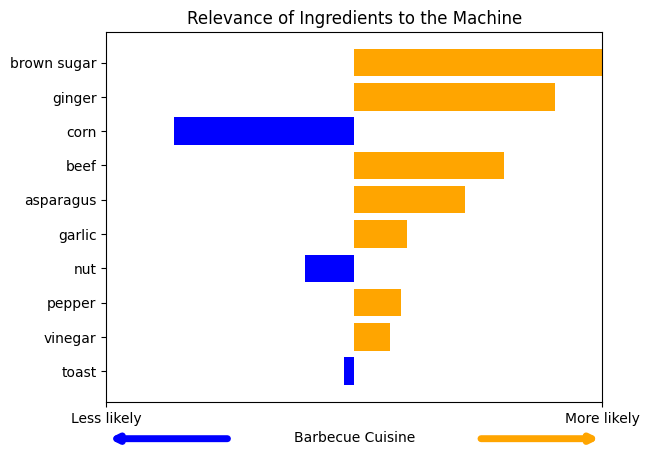 Relevance of Ingredients to the Machine
brown sugar
ginger
corn
beef
asparagus
garlic
nut
pepper
vinegar
toast
Less likely
More likely
Barbecue Cuisine